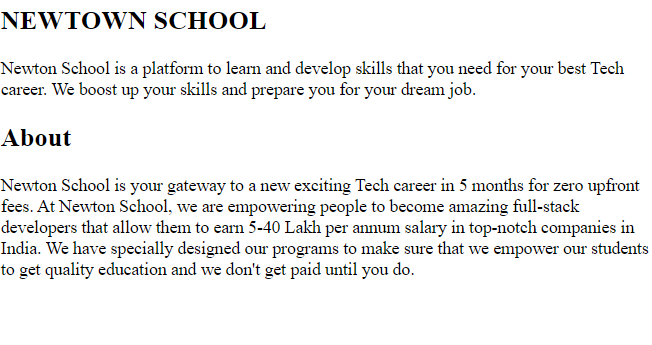 NEWTOWN SCHOOL
Newton School is a platform to learn and develop skills that you need for your best Tech
career. We boost up your skills and prepare you for your dream job.
About
Newton School is your gateway to a new exciting Tech career in 5 months for zero upfront
fees. At Newton School, we are empowering people to become amazing full-stack
developers that allow them to earn 5-40 Lakh per annum salary in top-notch companies in
India. We have specially designed our programs to make sure that we empower our students
to get quality education and we don't get paid until you do.